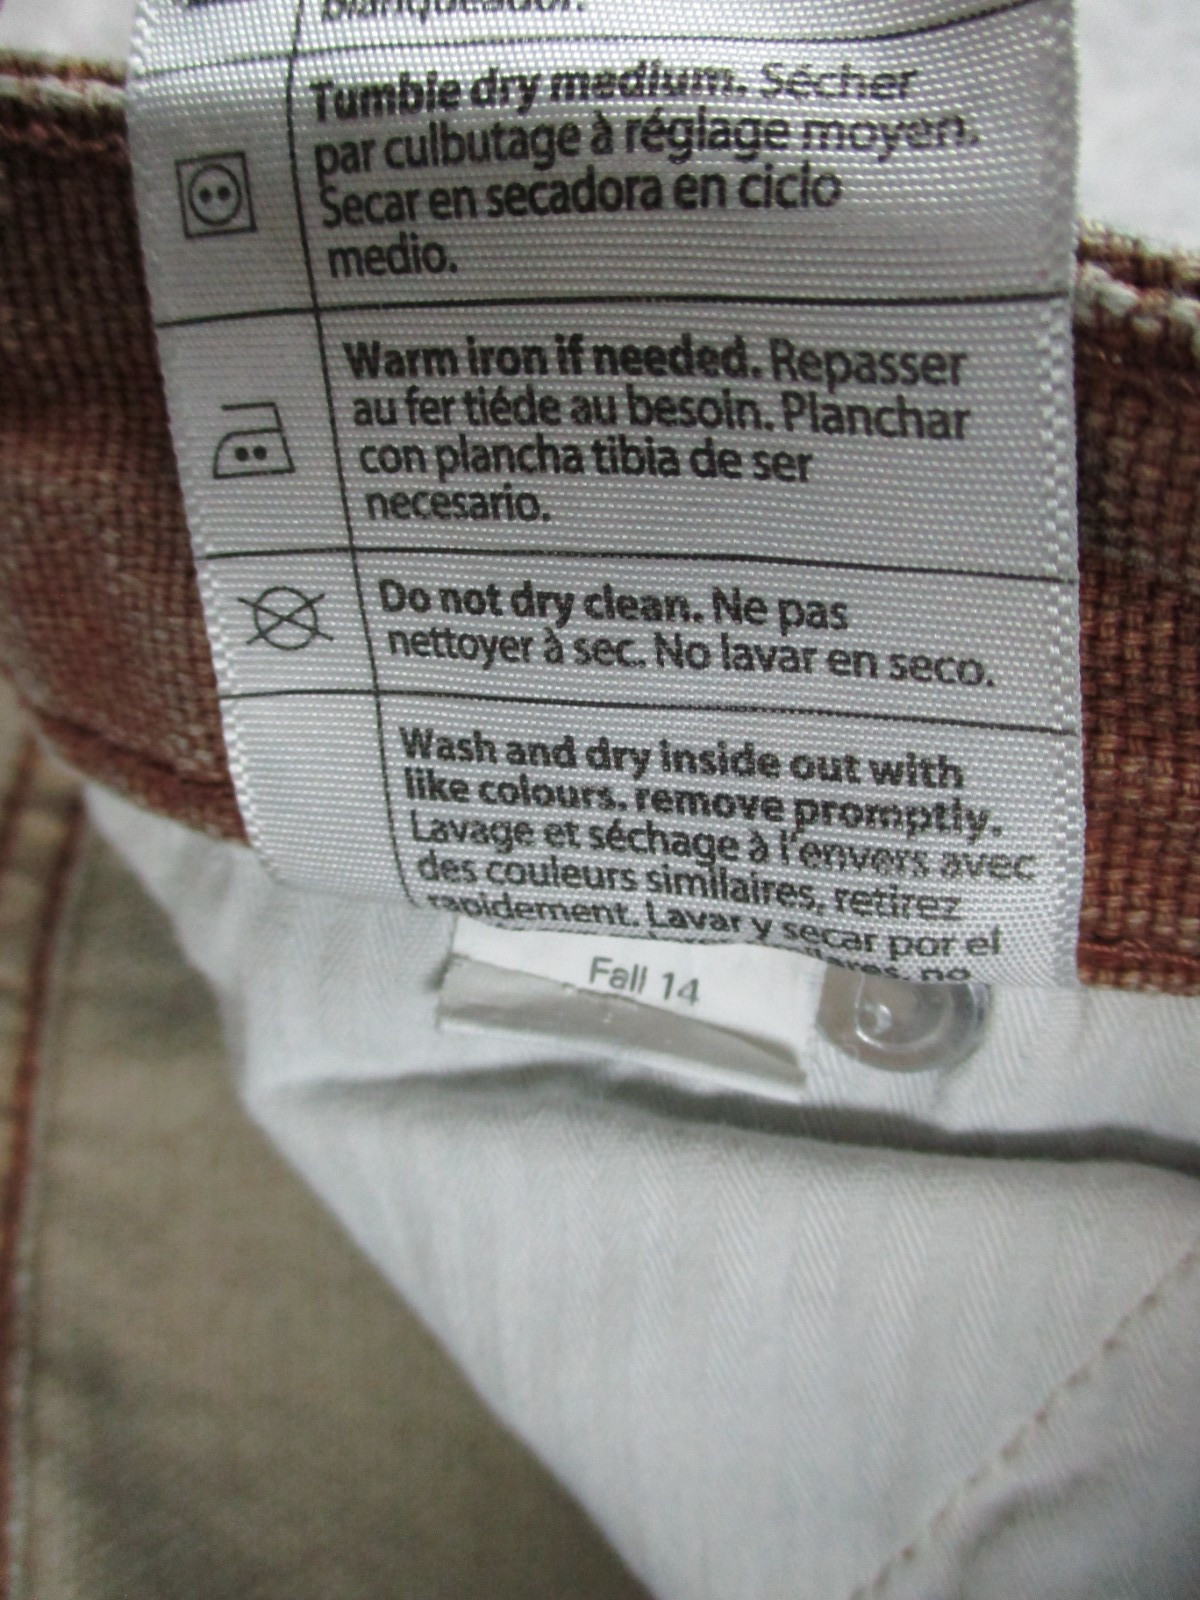 blanqueador.
Tumble dry medium. Sécher
par culbutage à réglage moyen.
Secar en secadora en ciclo
medio.
Warm iron if needed. Repasser
au fer tiéde au besoin. Planchar
con plancha tibia de ser
necesario.
Do not dry clean. Ne pas
nettoyer à sec. No lavar en seco.
Wash and dry inside out with
like colours. remove promptly.
Lavage et séchage à l'envers avec
des couleurs similaires, retirez
rapidement. Lavar y secar por el
no
Fall 14